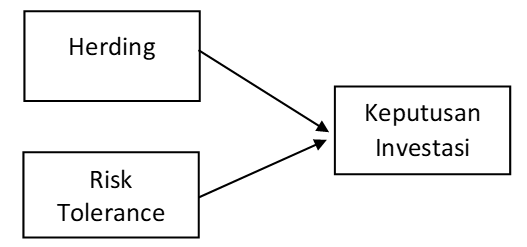 Herding
Keputusan
Investasi
Risk
Tolerance